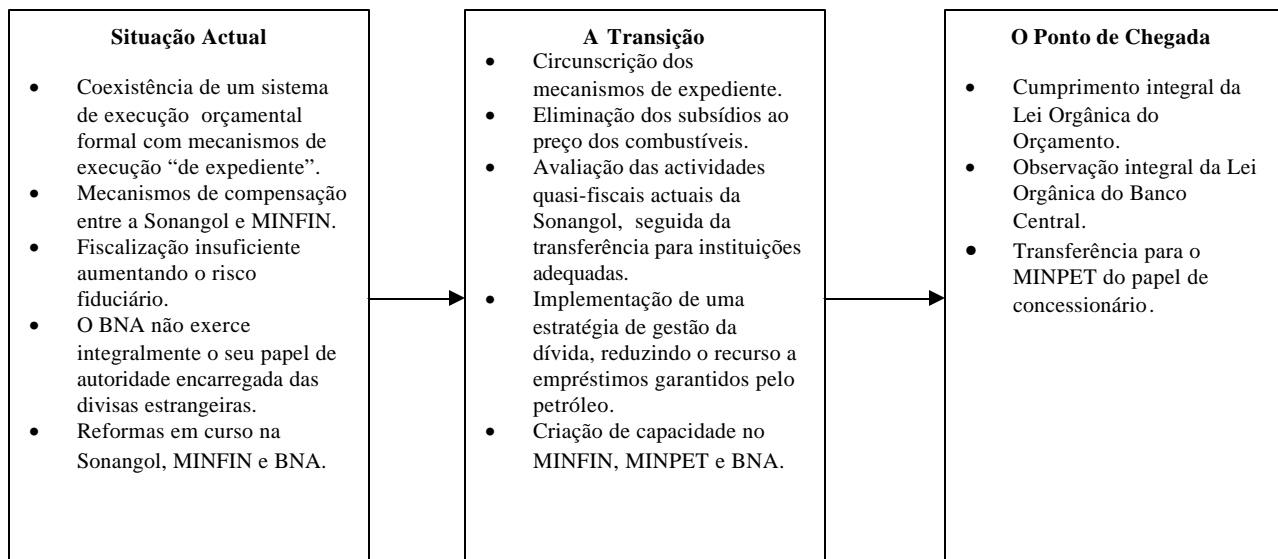 Situação Actual
• Coexistência de um sistema
de execução orçamental
formal com mecanismos de
execução “de expediente”.
• Mecanismos de compensação
entre a Sonangol e MINFIN.
• Fiscalização insuficiente
aumentando o risco
fiduciário.
• O BNA não exerce
integralmente o seu papel de
autoridade encarregada das
divisas estrangeiras.
• Reformas em curso na
Sonangol, MINFIN e BNA.
A Transição
• Circunscrição dos
mecanismos de expediente.
• Eliminação dos subsídios ao
preço dos combustíveis.
• Avaliação das actividades
quasi-fiscais actuais da
Sonangol, seguida da
transferência para instituições
adequadas.
• Implementação de uma
estratégia de gestão da
dívida, reduzindo o recurso a
empréstimos garantidos pelo
petróleo.
• Criação de capacidade no
MINFIN, MINPET e BNA.
O Ponto de Chegada
• Cumprimento integral da
Lei Orgânica do
Orçamento.
• Observação integral da Lei
Orgânica do Banco
Central.
• Transferência para o
MINPET do papel de
concessionário.